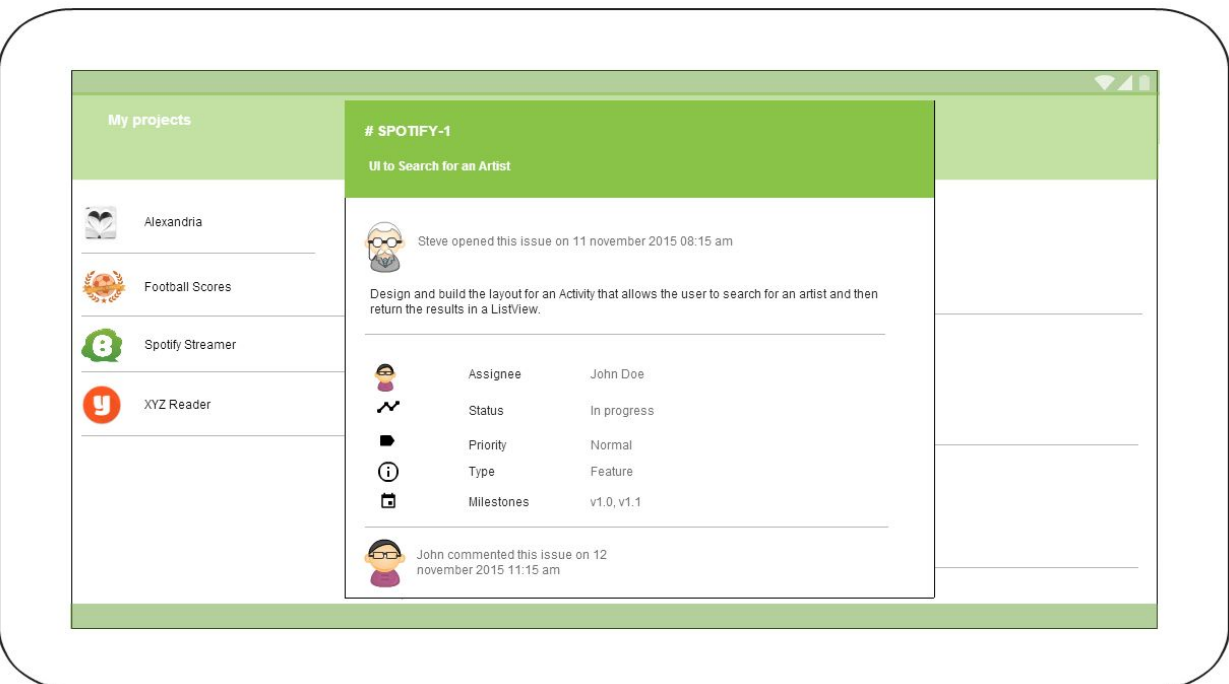 My projects
# SPOTIFY-1
UI to Search for an Artist
Alexandria
Football Scores
Spotify Streamer
XYZ Reader
Steve opened this issue on 11 november 2015 08:15 am
Design and build the layout for an Activity that allows the user to search for an artist and then
return the results in a ListView.
Assignee John Doe
Status In progress
Priority Normal
Type Feature
Milestones v1.0, v1.1
John commented this issue on 12
november 2015 11:15 am